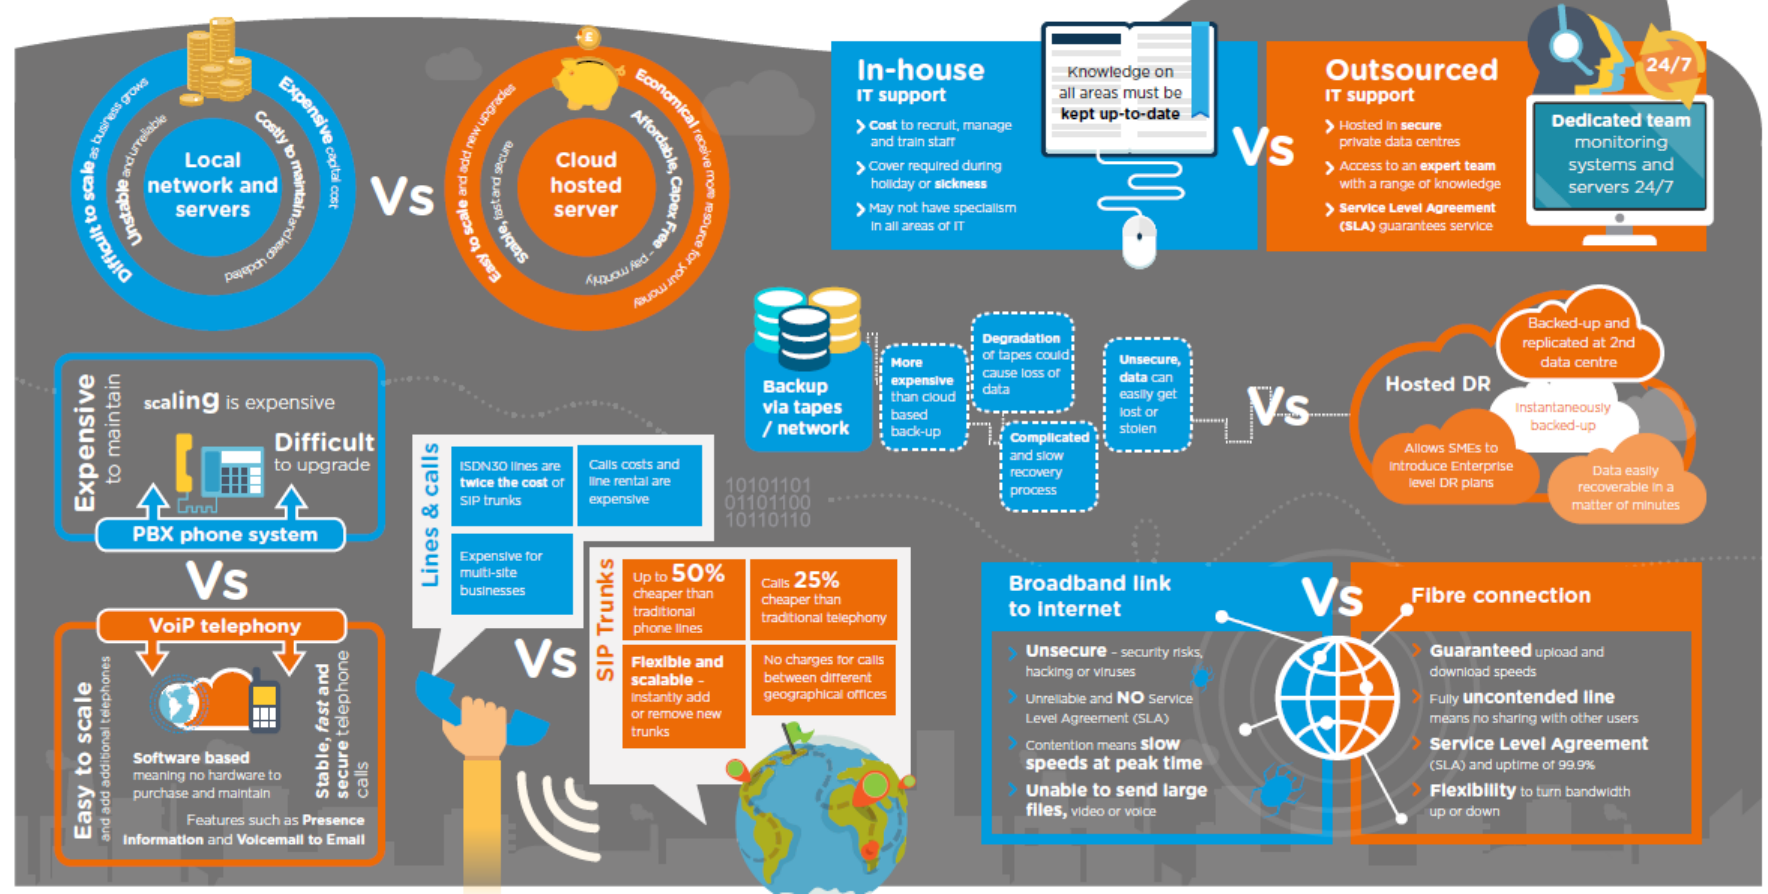 Local
network and
servers
Difficult to scale as business grows
Expensive capital cost
Unstable and unreliable
Costly to maintain and keep updated
Vs
£
Cloud
hosted
server
Easy to scale and add new upgrades
Economical receive more resource for your money
Stable, fast and secure
Affordable, Capex Free – pay monthly
In-house
IT support
Cost to recruit, manage
and train staff
Cover required during
holiday or sickness
May not have specialism
in all areas of IT
Knowledge on
all areas must be
kept up-to-date
Vs
Outsourced
IT support
Hosted in secure
private data centres
Access to an expert team
with a range of knowledge
Service Level Agreement
(SLA) guarantees service
24/7
Dedicated team
monitoring
systems and
servers 24/7
Expensive
to maintain
scaling is expensive
Difficult
to upgrade
PBX phone system
Vs
VoiP telephony
Easy to scale
and add additional telephones
Software based
meaning no hardware to
purchase and maintain
Stable, fast and
secure telephone
calls
Features such as Presence
Information and Voicemail to Email
Lines & calls
ISDN30 lines are
twice the cost of
SIP trunks
Calls costs and
line rental are
expensive
Expensive for
multi-site
businesses
Vs
SIP Trunks
Up to 50%
cheaper than
traditional
phone lines
Calls 25%
cheaper than
traditional telephony
Flexible and
scalable –
instantly add
or remove new
trunks
No charges for calls
between different
geographical offices
10101101
01101100
10110110
Backup
via tapes
/ network
More
expensive
than cloud
based
back-up
Degradation
of tapes could
cause loss of
data
Complicated
and slow
recovery
process
Unsecure,
data can
easily get
lost or
stolen
Vs
Hosted DR
Backed-up and
replicated at 2nd
data centre
Instantaneously
backed-up
Allows SMEs to
introduce Enterprise
level DR plans
Data easily
recoverable in a
matter of minutes
Broadband link
to internet
Unsecure – security risks,
hacking or viruses
Unreliable and NO Service
Level Agreement (SLA)
Contention means slow
speeds at peak time
Unable to send large
files, video or voice
Vs
Fibre connection
Guaranteed upload and
download speeds
Fully uncontended line
means no sharing with other users
Service Level Agreement
(SLA) and uptime of 99.9%
Flexibility to turn bandwidth
up or down